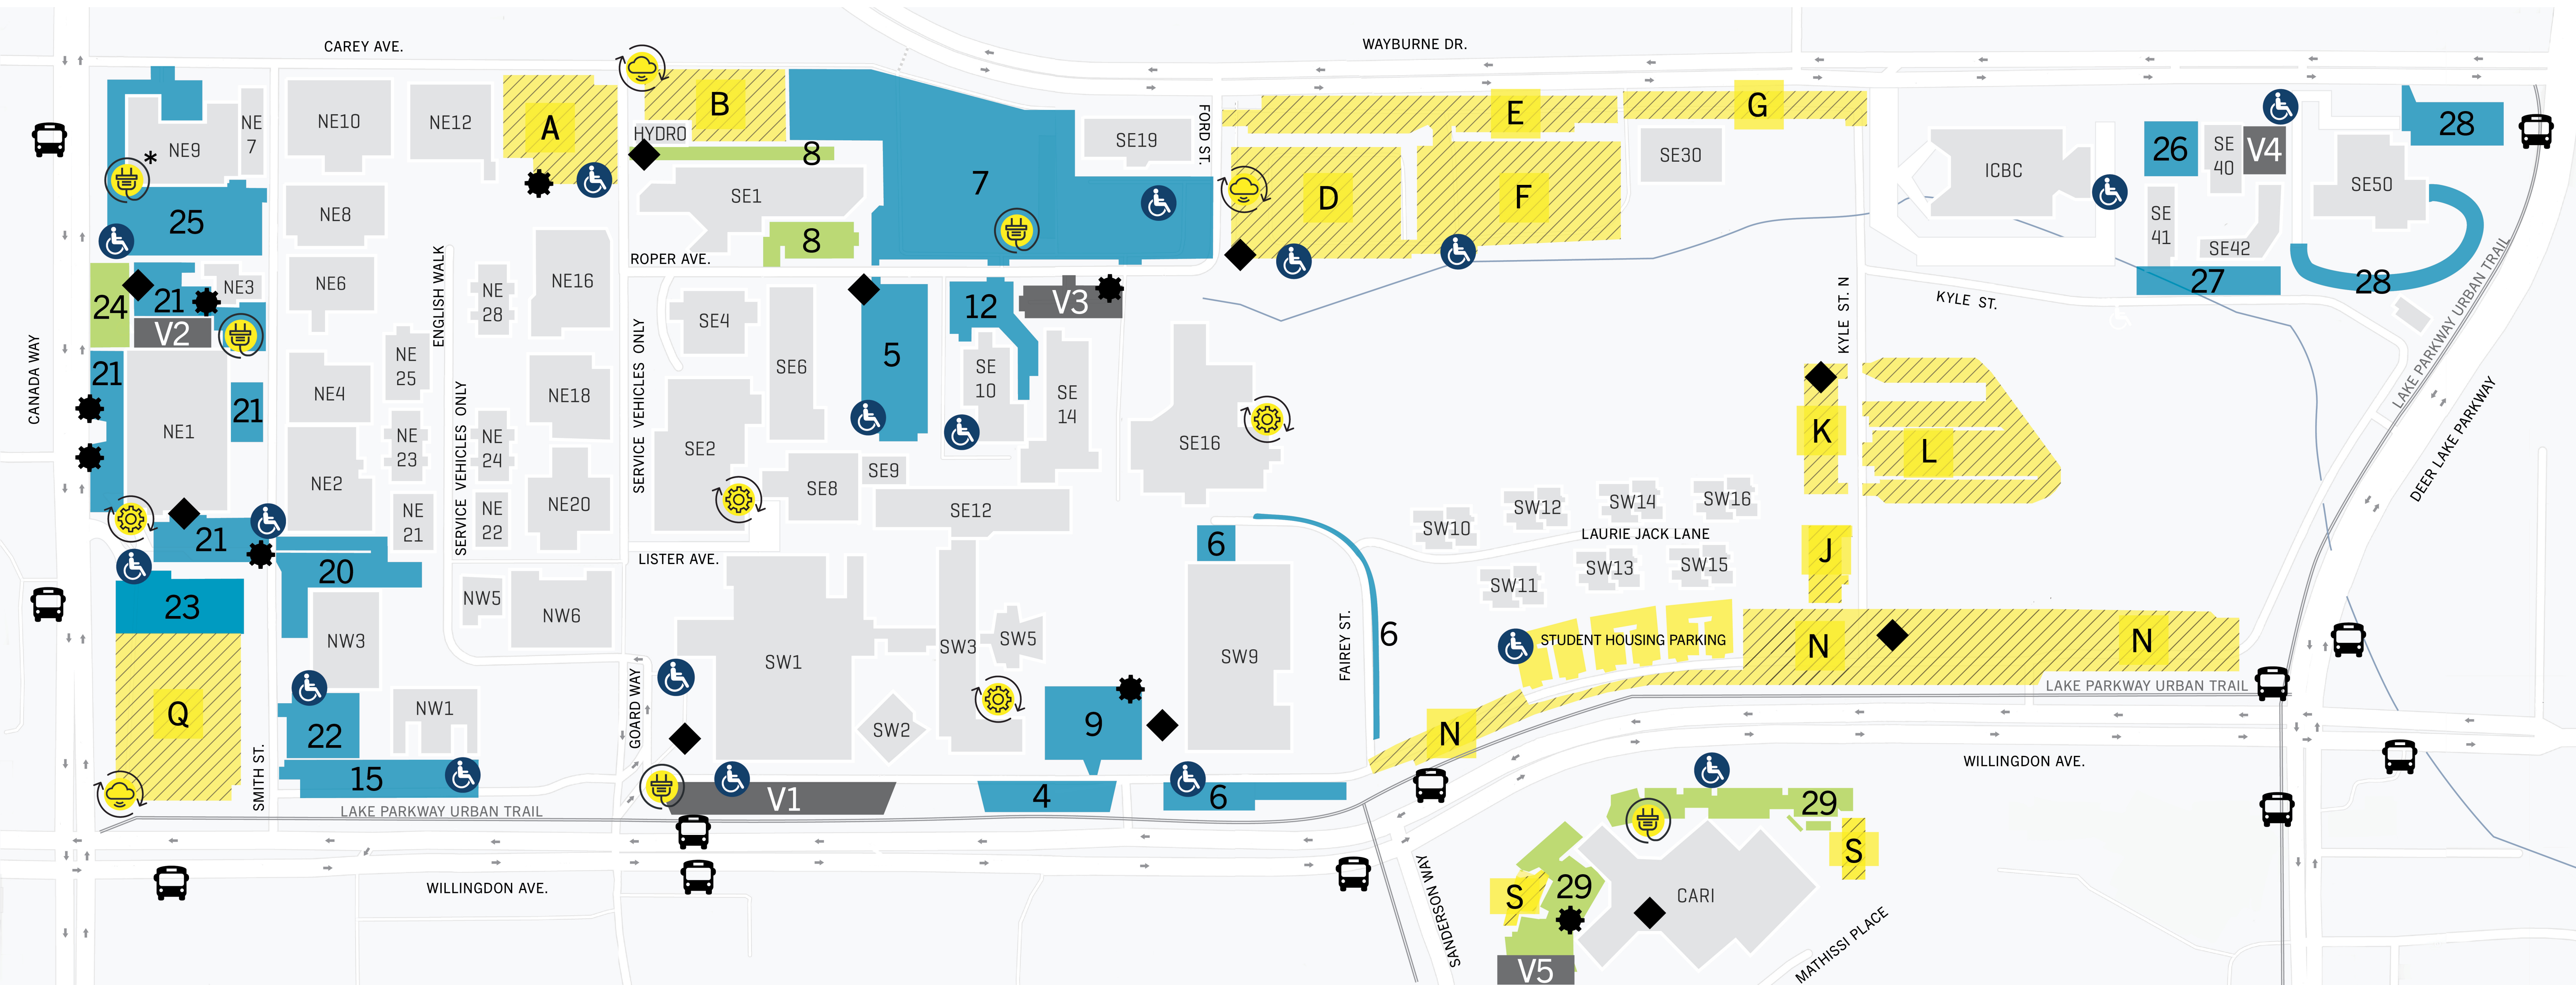 CAREY AVE.
WAYBURNE DR.
NE9
*
NE
7
NE10
NE12
A
B
HYDRO
8
SE1
8
7
SE19
FORD ST.
E
G
D
F
SE30
ICBC
26
SE
40
V4
28
SE50
SE
41
SE42
27
28
25
NE8
ROPER AVE.
24
21
NE3
V2
NE6
ENGLISH WALK
NE
28
NE16
SE4
SERVICE VEHICLES ONLY
SE6
5
12
V3
SE
10
SE
14
KYLE ST. N
KYLE ST.
LAKE PARKWAY URBAN TRAIL
DEER LAKE PARKWAY
CANADA WAY
21
NE1
21
NE4
NE
25
SERVICE VEHICLES ONLY
NE18
SE2
SE16
K
L
NE2
NE
23
NE
24
NE20
NE
21
NE
22
SE8
SE9
SE12
21
20
LISTER AVE.
6
SW10
SW12
SW14
SW16
LAURIE JACK LANE
SW11
SW13
SW15
J
23
NW5
NW6
NW3
SW1
SW3
SW5
SW9
FAIREY ST.
6
STUDENT HOUSING PARKING
N
N
LAKE PARKWAY URBAN TRAIL
Q
SMITH ST.
22
NW1
GOARD WAY
SW2
9
N
WILLINGDON AVE.
15
V1
4
6
LAKE PARKWAY URBAN TRAIL
29
S
WILLINGDON AVE.
SANDERSON WAY
S
29
CARI
V5
MATHISSI PLACE